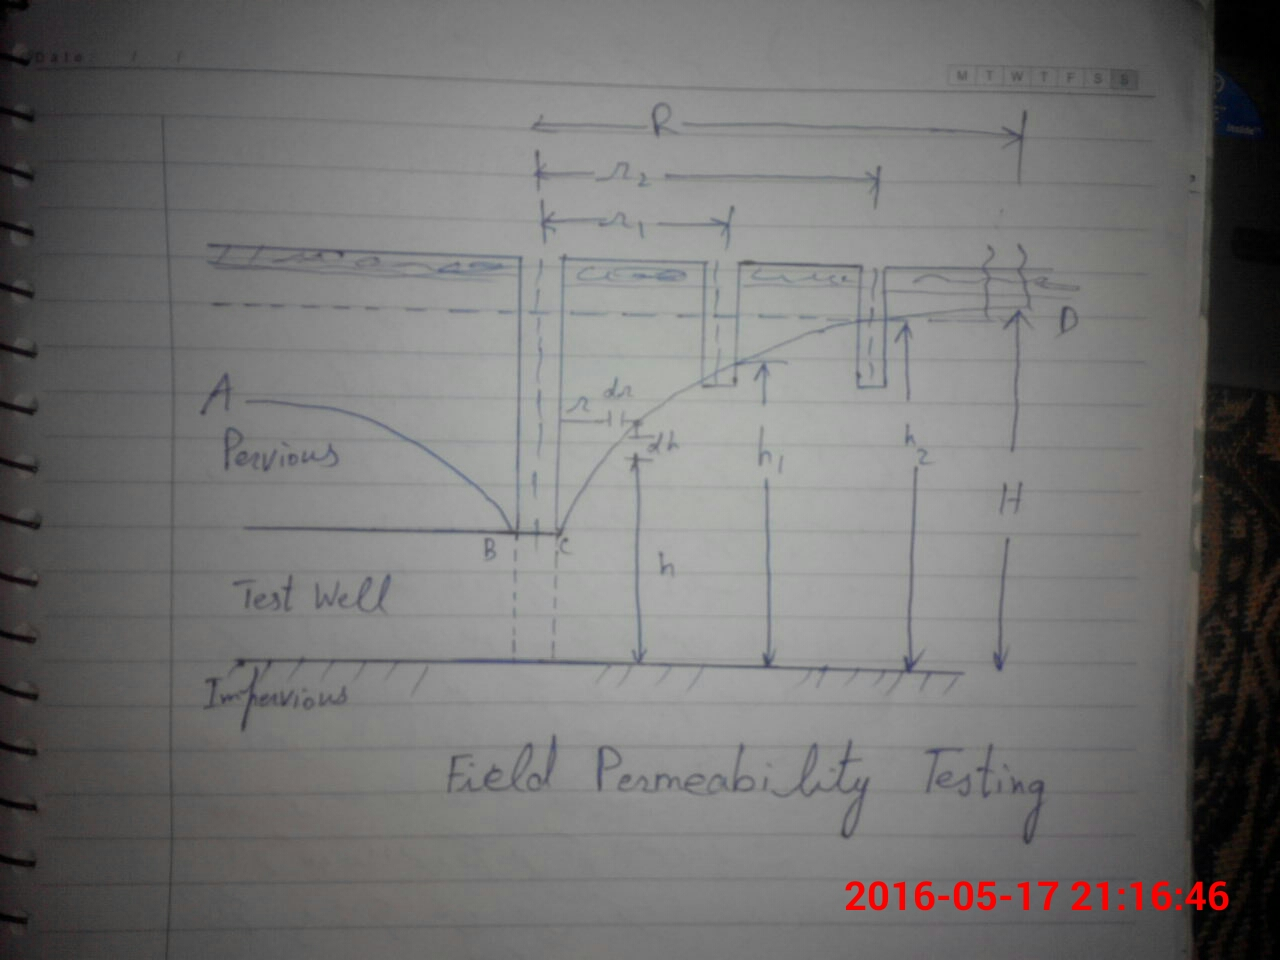 Date: / /
M T W T F S S
inside
R
r2
r1
D
A
dr
r
Pervious
dh
h1
h2
H
B
C
h
Test Well
Impervious
Field Permeability Testing
2016-05-17 21:16:46